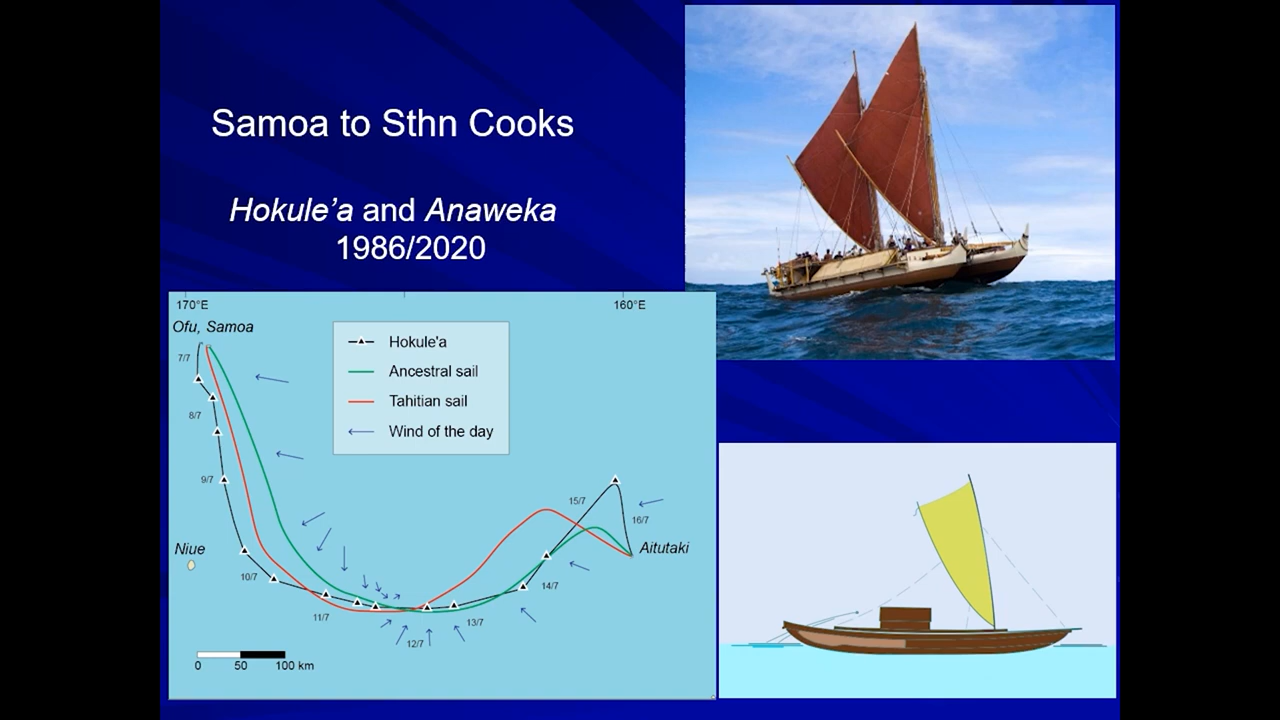 Samoa to Sthn Cooks
Hokule’a and Anaweka
1986/2020
170°E
160°E
Ofu, Samoa
7/7
8/7
9/7
Niue
10/7
11/7
12/7
13/7
14/7
15/7
16/7
Aitutaki
Hokule'a
Ancestral sail
Tahitian sail
Wind of the day
0 50 100 km